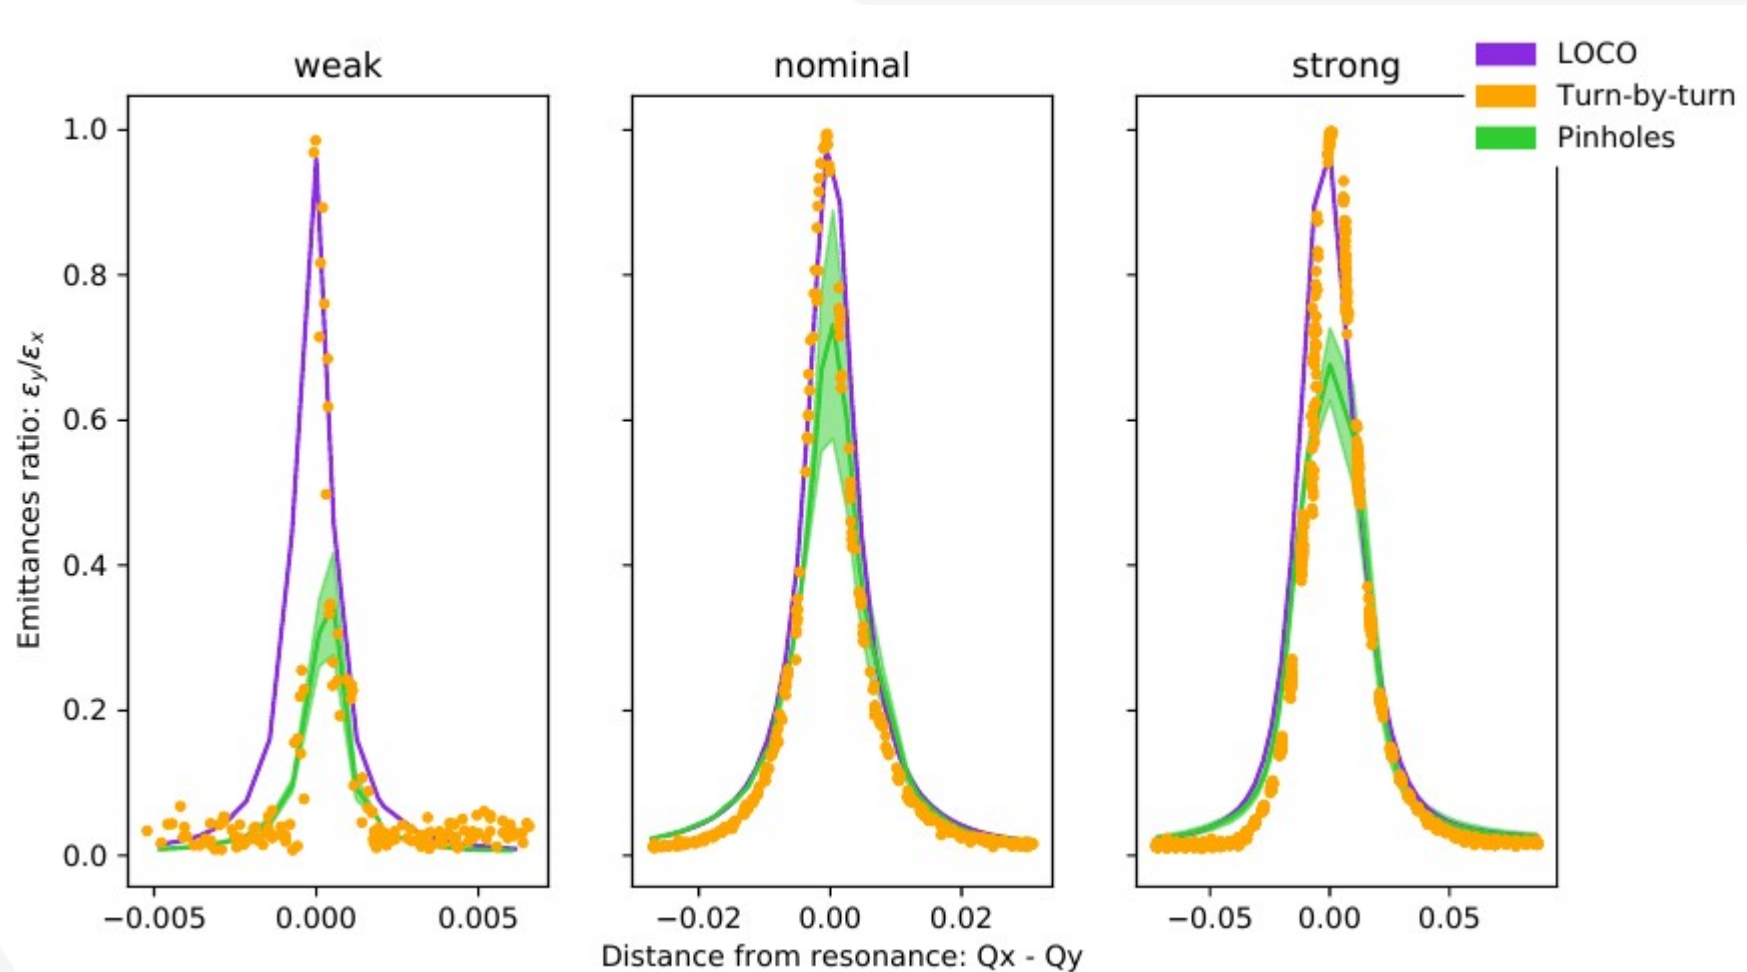 weak
nominal
strong
LOCO
Turn-by-turn
Pinholes
Emittances ratio: εy/εx
1.0
0.8
0.6
0.4
0.2
0.0
−0.005 0.000 0.005
−0.02 0.00 0.02
−0.05 0.00 0.05
Distance from resonance: Qx - Qy